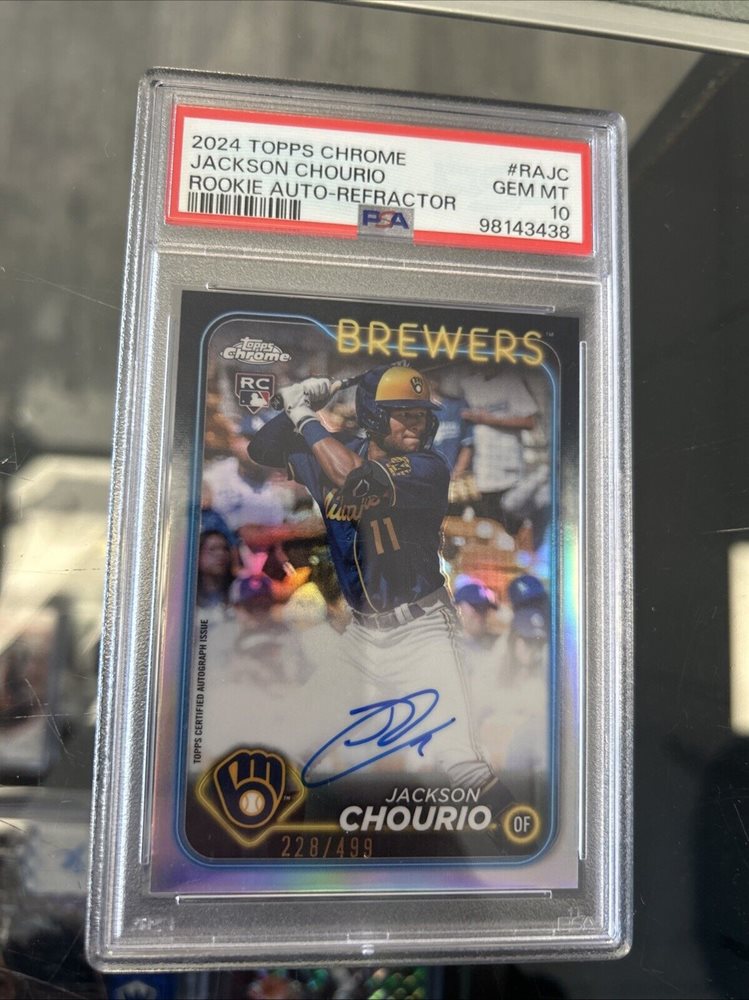 2024 TOPPS CHROME
JACKSON CHOURIO
ROOKIE AUTO-REFRACTOR
#RAJC
GEM MT
10
98143438
PSA
Topps
Chrome
BREWERS
RC
11
TOPPS CERTIFIED AUTOGRAPH ISSUE
JACKSON
CHOURIO
OF
228/499